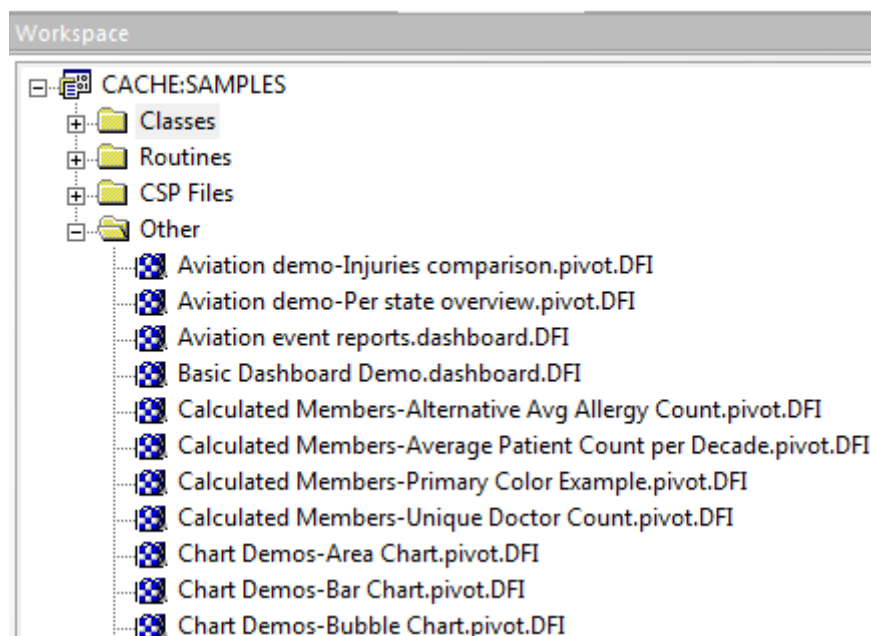 Workspace
CACHE:SAMPLES
Classes
Routines
CSP Files
Other
Aviation demo-Injuries comparison.pivot.DFI
Aviation demo-Per state overview.pivot.DFI
Aviation event reports.dashboard.DFI
Basic Dashboard Demo.dashboard.DFI
Calculated Members-Alternative Avg Allergy Count.pivot.DFI
Calculated Members-Average Patient Count per Decade.pivot.DFI
Calculated Members-Primary Color Example.pivot.DFI
Calculated Members-Unique Doctor Count.pivot.DFI
Chart Demos-Area Chart.pivot.DFI
Chart Demos-Bar Chart.pivot.DFI
Chart Demos-Bubble Chart.pivot.DFI